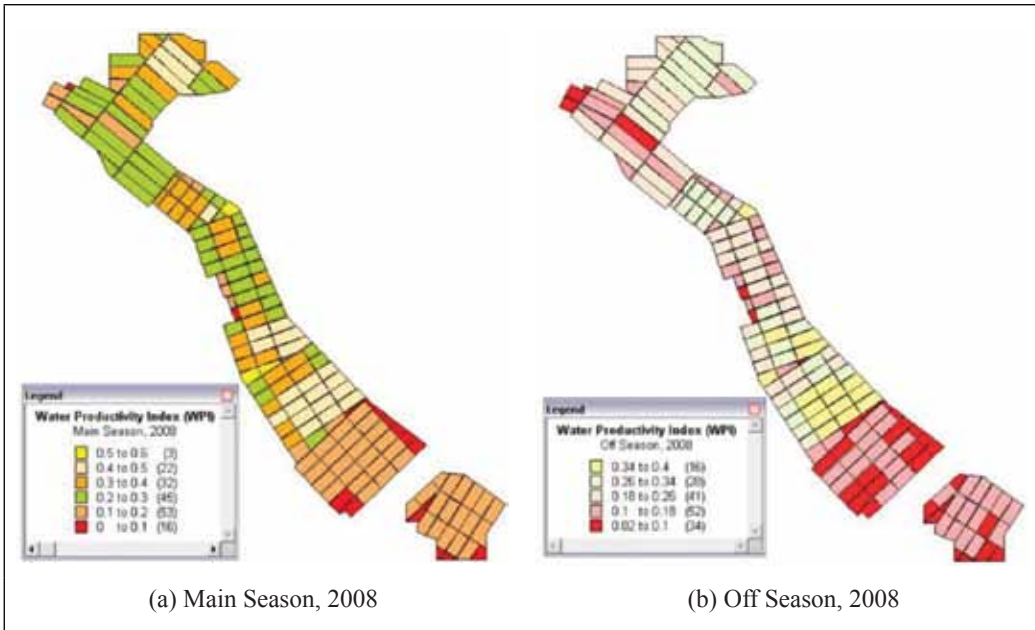 Legend
Water Productivity Index (WPI)
Main Season, 2008
0.5 to 0.6 (3)
0.4 to 0.5 (22)
0.3 to 0.4 (32)
0.2 to 0.3 (45)
0.1 to 0.2 (53)
0 to 0.1 (16)
(a) Main Season, 2008
Legend
Water Productivity Index (WPI)
Off Season, 2008
0.34 to 0.4 (16)
0.26 to 0.34 (28)
0.18 to 0.26 (41)
0.1 to 0.18 (52)
0.02 to 0.1 (34)
(b) Off Season, 2008